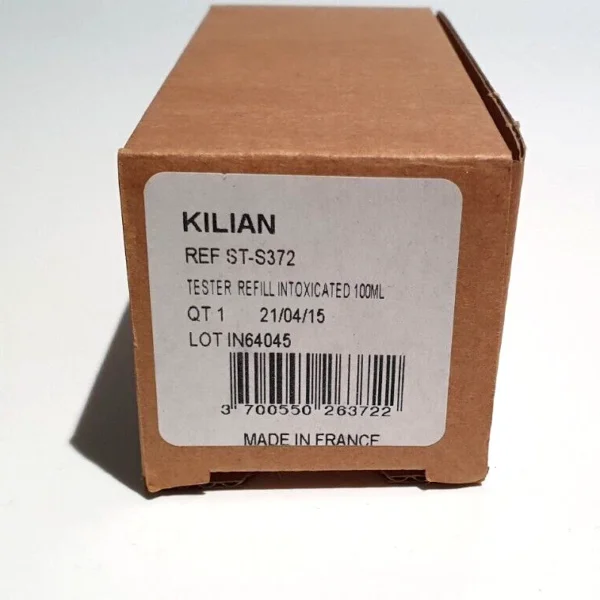 KILIAN
REF ST-S372
TESTER REFILL INTOXICATED 100ML
QT 1 21/04/15
LOT IN64045
3 700550 263722
MADE IN FRANCE